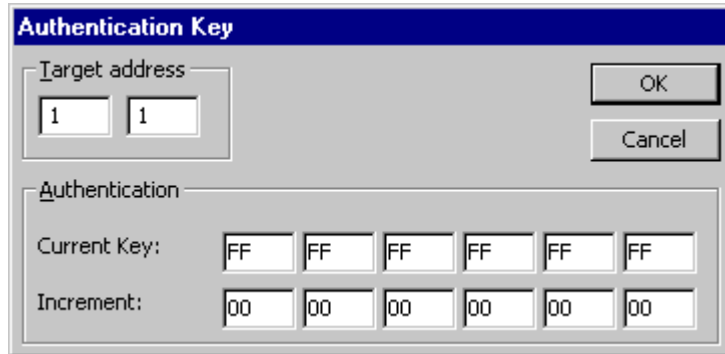 Authentication Key
Target address
1 1
OK
Cancel
Authentication
Current Key: FF FF FF FF FF FF
Increment: 00 00 00 00 00 00